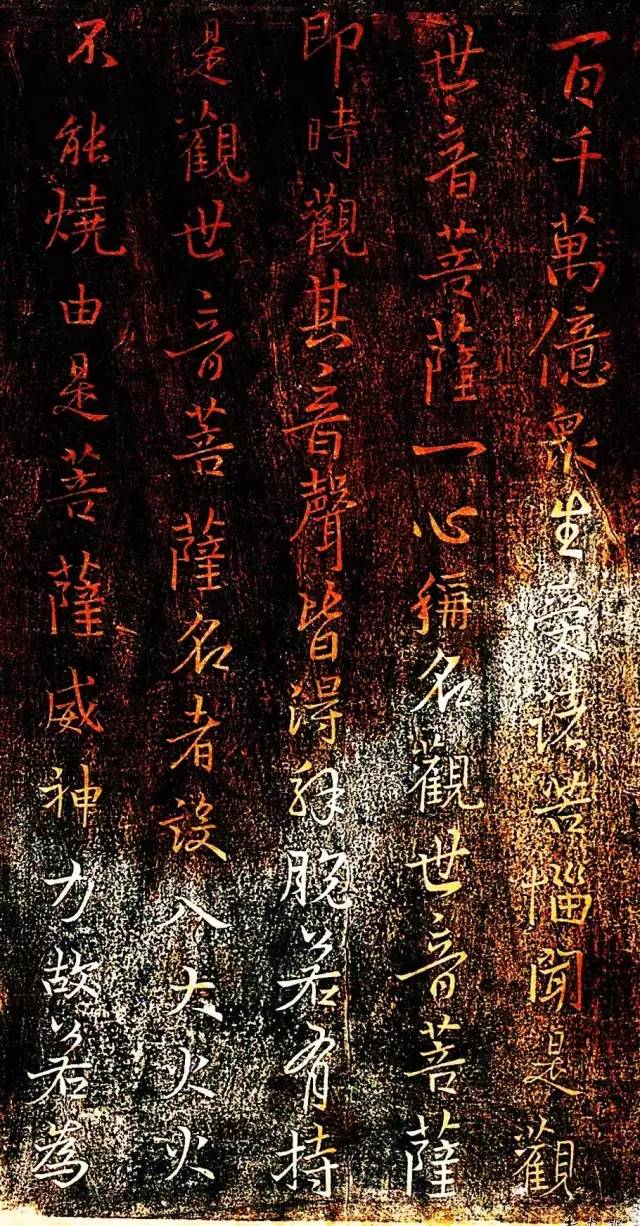 百千萬億衆生受諸苦惱聞是觀
世音菩薩一心稱名觀世音菩薩
即時觀其音聲皆得解脫若有持
是觀世音菩薩名者設入大火火
不能燒由是菩薩威神力故若為